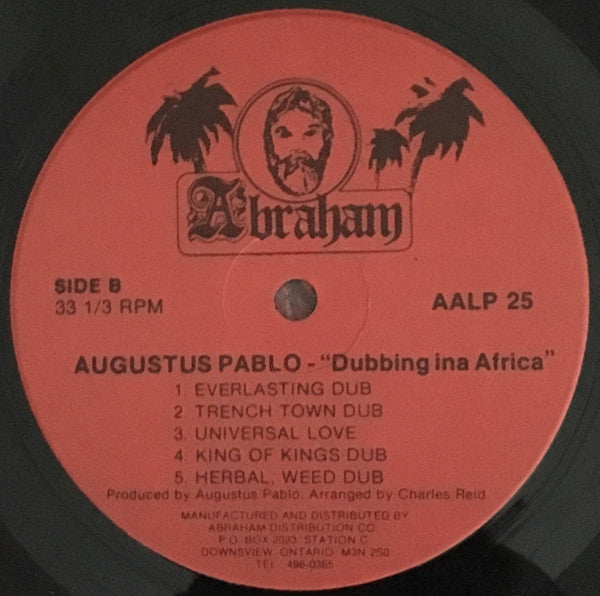 Abraham
SIDE B
33 1/3 RPM
AALP 25
AUGUSTUS PABLO - "Dubbing ina Africa"
1. EVERLASTING DUB
2. TRENCH TOWN DUB
3. UNIVERSAL LOVE
4. KING OF KINGS DUB
5. HERBAL, WEED DUB
Produced by Augustus Pablo, Arranged by Charles Reid
MANUFACTURED AND DISTRIBUTED BY
ABRAHAM DISTRIBUTION CO.
P.O. BOX 2023 STATION C
DOWNSVIEW ONTARIO M3N 2S0
TEL. 496-0365